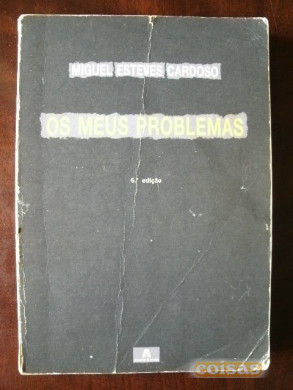 MIGUEL ESTEVES CARDOSO
OS MEUS PROBLEMAS
6.ª edição
coisas